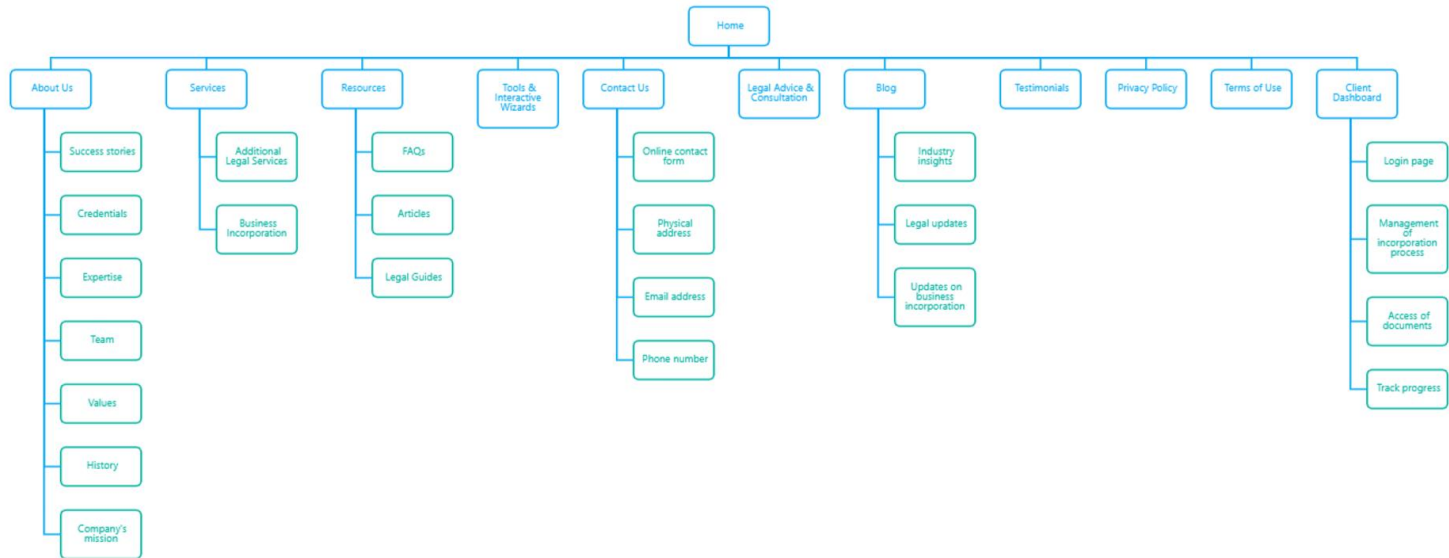 Home
About Us
Services
Resources
Tools &
Interactive
Wizards
Contact Us
Legal Advice &
Consultation
Blog
Testimonials
Privacy Policy
Terms of Use
Client
Dashboard
Success stories
Credentials
Expertise
Team
Values
History
Company's
mission
Additional
Legal Services
Business
Incorporation
FAQs
Articles
Legal Guides
Online contact
form
Physical
address
Email address
Phone number
Industry
insights
Legal updates
Updates on
business
incorporation
Login page
Management
of
incorporation
process
Access of
documents
Track progress